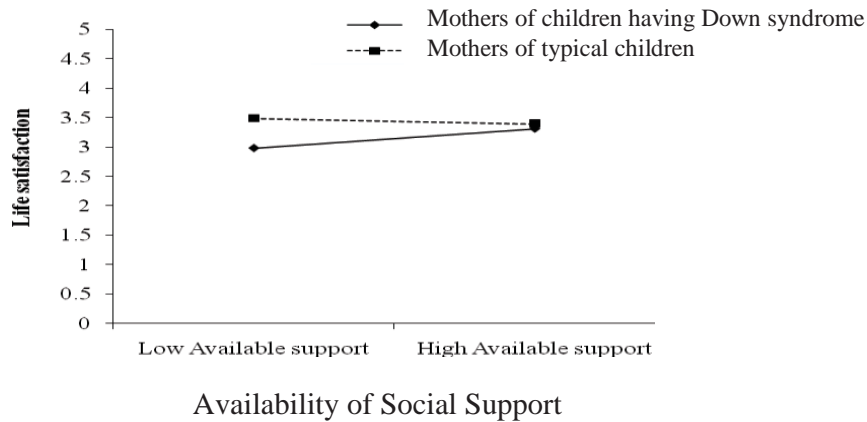 Mothers of children having Down syndrome
Mothers of typical children
Life satisfaction
5
4.5
4
3.5
3
2.5
2
1.5
1
0.5
0
Low Available support
High Available support
Availability of Social Support